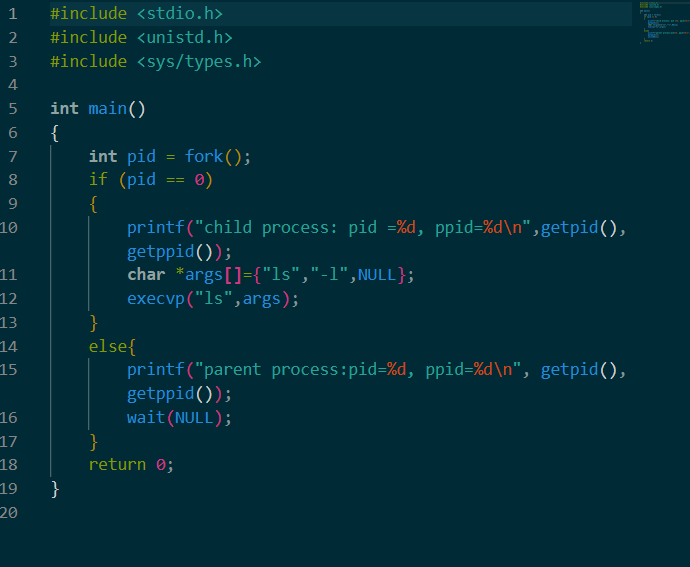 1 #include <stdio.h>
2 #include <unistd.h>
3 #include <sys/types.h>
4
5 int main()
6 {
7     int pid = fork();
8     if (pid == 0)
9     {
10         printf("child process: pid =%d, ppid=%d\n",getpid(),
        getppid());
11         char *args[]={"ls","-l",NULL};
12         execvp("ls",args);
13     }
14     else{
15         printf("parent process:pid=%d, ppid=%d\n", getpid(),
        getppid());
16         wait(NULL);
17     }
18     return 0;
19 }
20